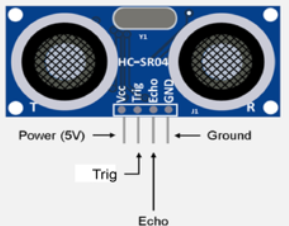 Y1
HC-SR04
Vcc
Trig
Echo
GND
T
J1
R
Power (5V)
Ground
Trig
Echo